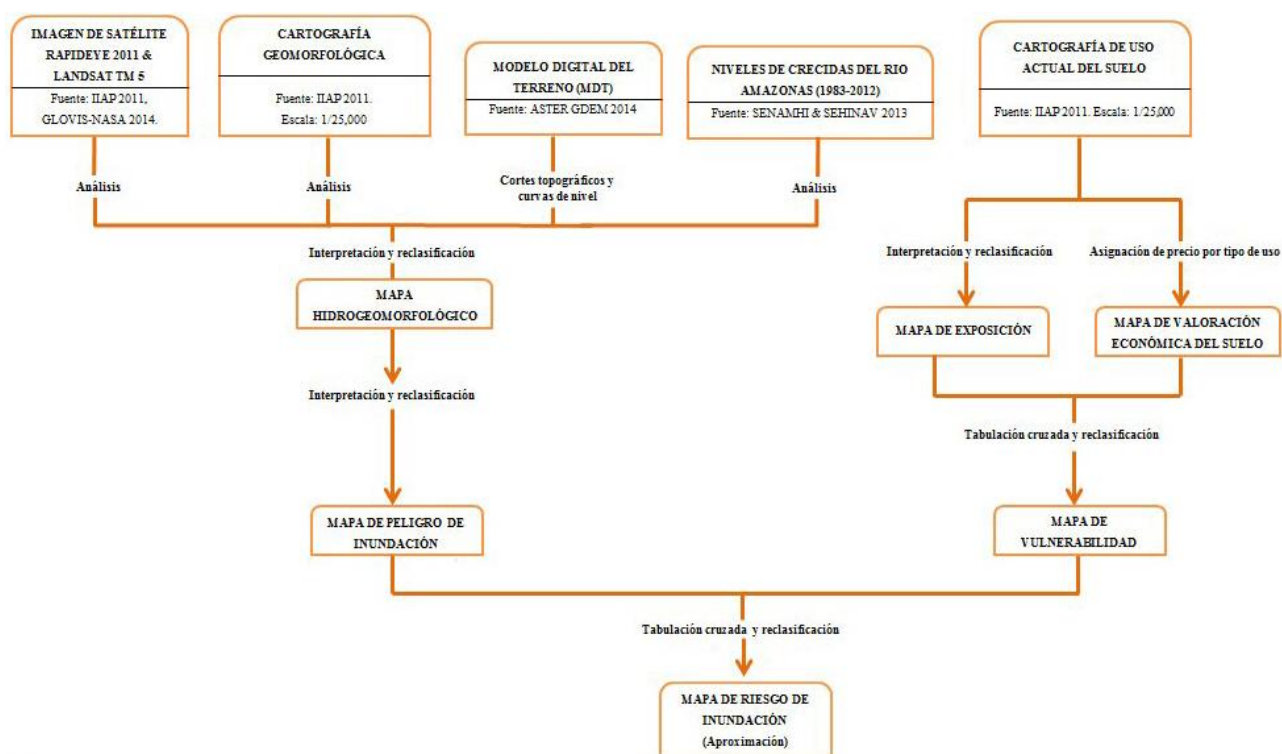 IMAGEN DE SATÉLITE
RAPIDEYE 2011 &
LANDSAT TM 5
Fuente: IIAP 2011,
GLOVIS-NASA 2014.
CARTOGRAFÍA
GEOMORFOLÓGICA
Fuente: IIAP 2011.
Escala: 1/25,000
MODELO DIGITAL DEL
TERRENO (MDT)
Fuente: ASTER GDEM 2014
NIVELES DE CRECIDAS DEL RIO
AMAZONAS (1983-2012)
Fuente: SENAMHI & SEHINAV 2013
CARTOGRAFÍA DE USO
ACTUAL DEL SUELO
Fuente: IIAP 2011. Escala: 1/25,000
Análisis
Análisis
Cortes topográficos y
curvas de nivel
Análisis
Interpretación y reclasificación
Interpretación y reclasificación
Asignación de precio por tipo de uso
MAPA
HIDROGEOMORFOLÓGICO
MAPA DE EXPOSICIÓN
MAPA DE VALORACIÓN
ECONÓMICA DEL SUELO
Interpretación y reclasificación
Tabulación cruzada y reclasificación
MAPA DE PELIGRO DE
INUNDACIÓN
MAPA DE
VULNERABILIDAD
Tabulación cruzada y reclasificación
MAPA DE RIESGO DE
INUNDACIÓN
(Aproximación)